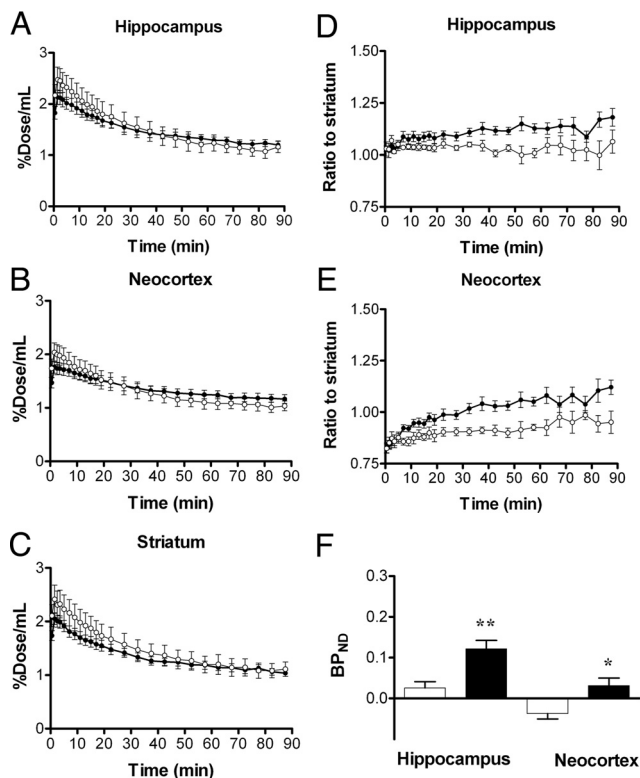 A
Hippocampus
%Dose/mL
3
2
1
0
0 10 20 30 40 50 60 70 80 90
Time (min)
D
Hippocampus
Ratio to striatum
1.50
1.25
1.00
0.75
0 10 20 30 40 50 60 70 80 90
Time (min)
B
Neocortex
%Dose/mL
3
2
1
0
0 10 20 30 40 50 60 70 80 90
Time (min)
E
Neocortex
Ratio to striatum
1.50
1.25
1.00
0.75
0 10 20 30 40 50 60 70 80 90
Time (min)
C
Striatum
%Dose/mL
3
2
1
0
0 10 20 30 40 50 60 70 80 90
Time (min)
F
BPND
0.3
0.2
0.1
0.0
**
*
Hippocampus Neocortex